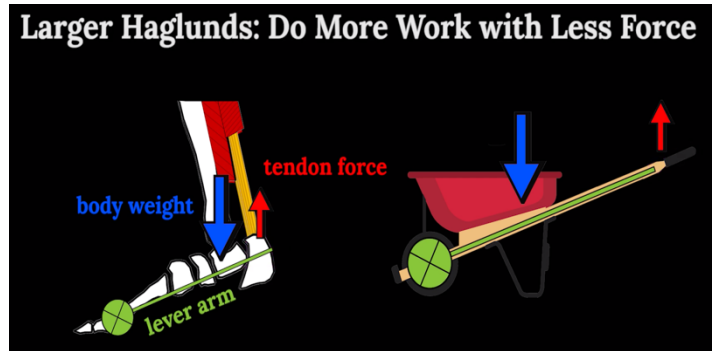 Larger Haglunds: Do More Work with Less Force
tendon force
body weight
lever arm